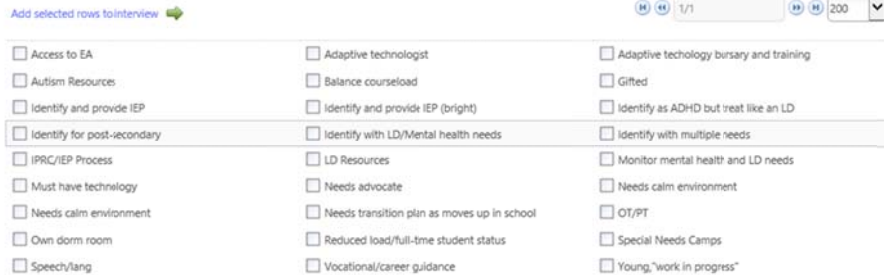 Add selected rows to interview
1/1 200
Access to EA Adaptive technologist Adaptive techology bursary and training
Autism Resources Balance courseload Gifted
Identify and provide IEP Identify and provide IEP (bright) Identify as ADHD but treat like an LD
Identify for post-secondary Identify with LD/Mental health needs Identify with multiple needs
IPRC/IEP Process LD Resources Monitor mental health and LD needs
Must have technology Needs advocate Needs calm environment
Needs calm environment Needs transition plan as moves up in school OT/PT
Own dorm room Reduced load/full-time student status Special Needs Camps
Speech/lang Vocational/career guidance Young,"work in progress"